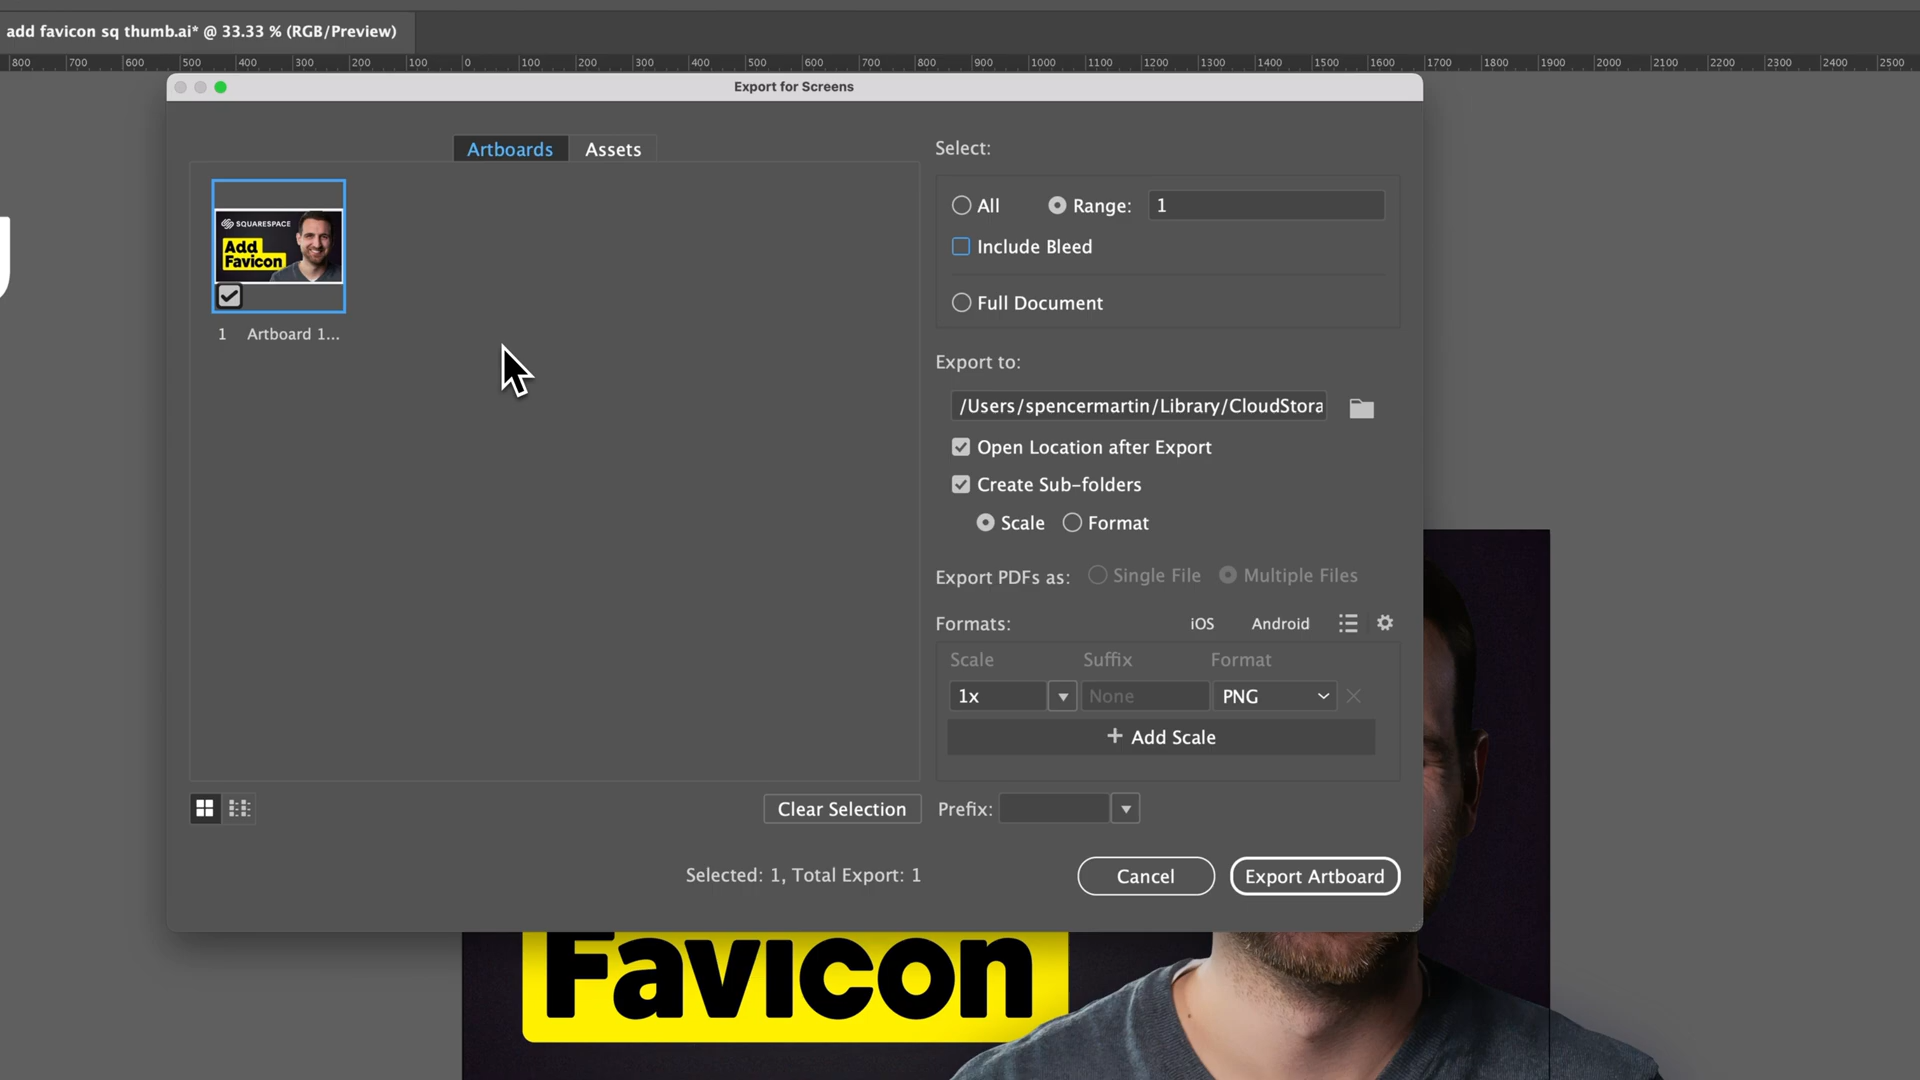 add favicon sq thumb.ai* @ 33.33 % (RGB/Preview)
800 700 600 500 400 300 200 100 0 100 200 300 400 500 600 700 800 900 1000 1100 1200 1300 1400 1500 1600 1700 1800 1900 2000 2100 2200 2300 2400 2500
Export for Screens
Artboards Assets
SQUARESPACE
Add
Favicon
1 Artboard 1...
Select:
All Range: 1
Include Bleed
Full Document
Export to:
/Users/spencermartin/Library/CloudStora
Open Location after Export
Create Sub-folders
Scale Format
Export PDFs as: Single File Multiple Files
Formats: iOS Android
Scale Suffix Format
1x None PNG
+ Add Scale
Clear Selection Prefix:
Selected: 1, Total Export: 1 Cancel Export Artboard
Favicon